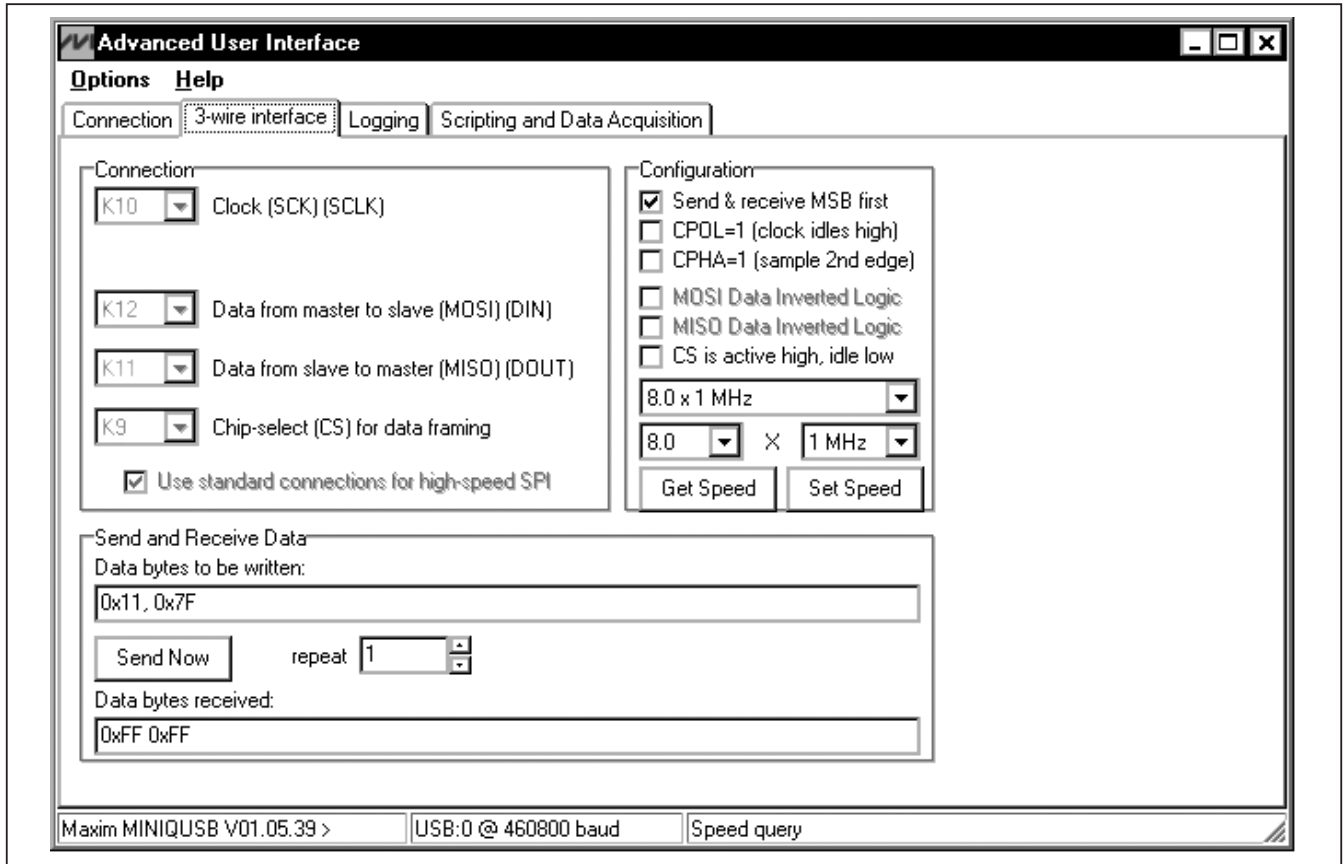 Advanced User Interface
Options Help
Connection 3-wire interface Logging Scripting and Data Acquisition
Connection
K10 Clock (SCK) (SCLK)
K12 Data from master to slave (MOSI) (DIN)
K11 Data from slave to master (MISO) (DOUT)
K9 Chip-select (CS) for data framing
Use standard connections for high-speed SPI
Configuration
Send & receive MSB first
CPOL=1 (clock idles high)
CPHA=1 (sample 2nd edge)
MOSI Data Inverted Logic
MISO Data Inverted Logic
CS is active high, idle low
8.0 x 1 MHz
8.0 X 1 MHz
Get Speed Set Speed
Send and Receive Data
Data bytes to be written:
0x11, 0x7F
Send Now repeat 1
Data bytes received:
0xFF 0xFF
Maxim MINIQUSB V01.05.39 > USB:0 @ 460800 baud Speed query